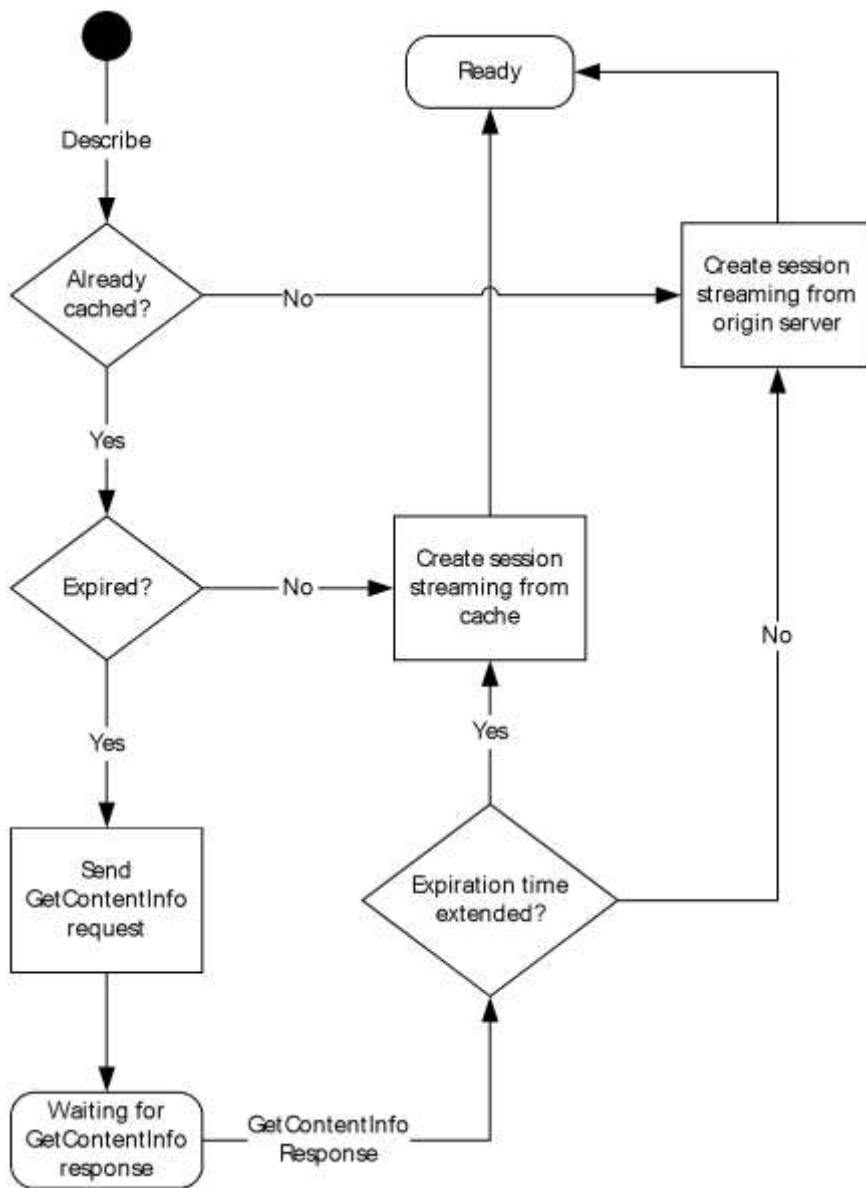 Ready
Describe
Already
cached?
No
Create session
streaming from
origin server
Yes
Expired?
No
Create session
streaming from
cache
No
Yes
Yes
Send
GetContentInfo
request
Expiration time
extended?
Waiting for
GetContentInfo
response
GetContentInfo
Response